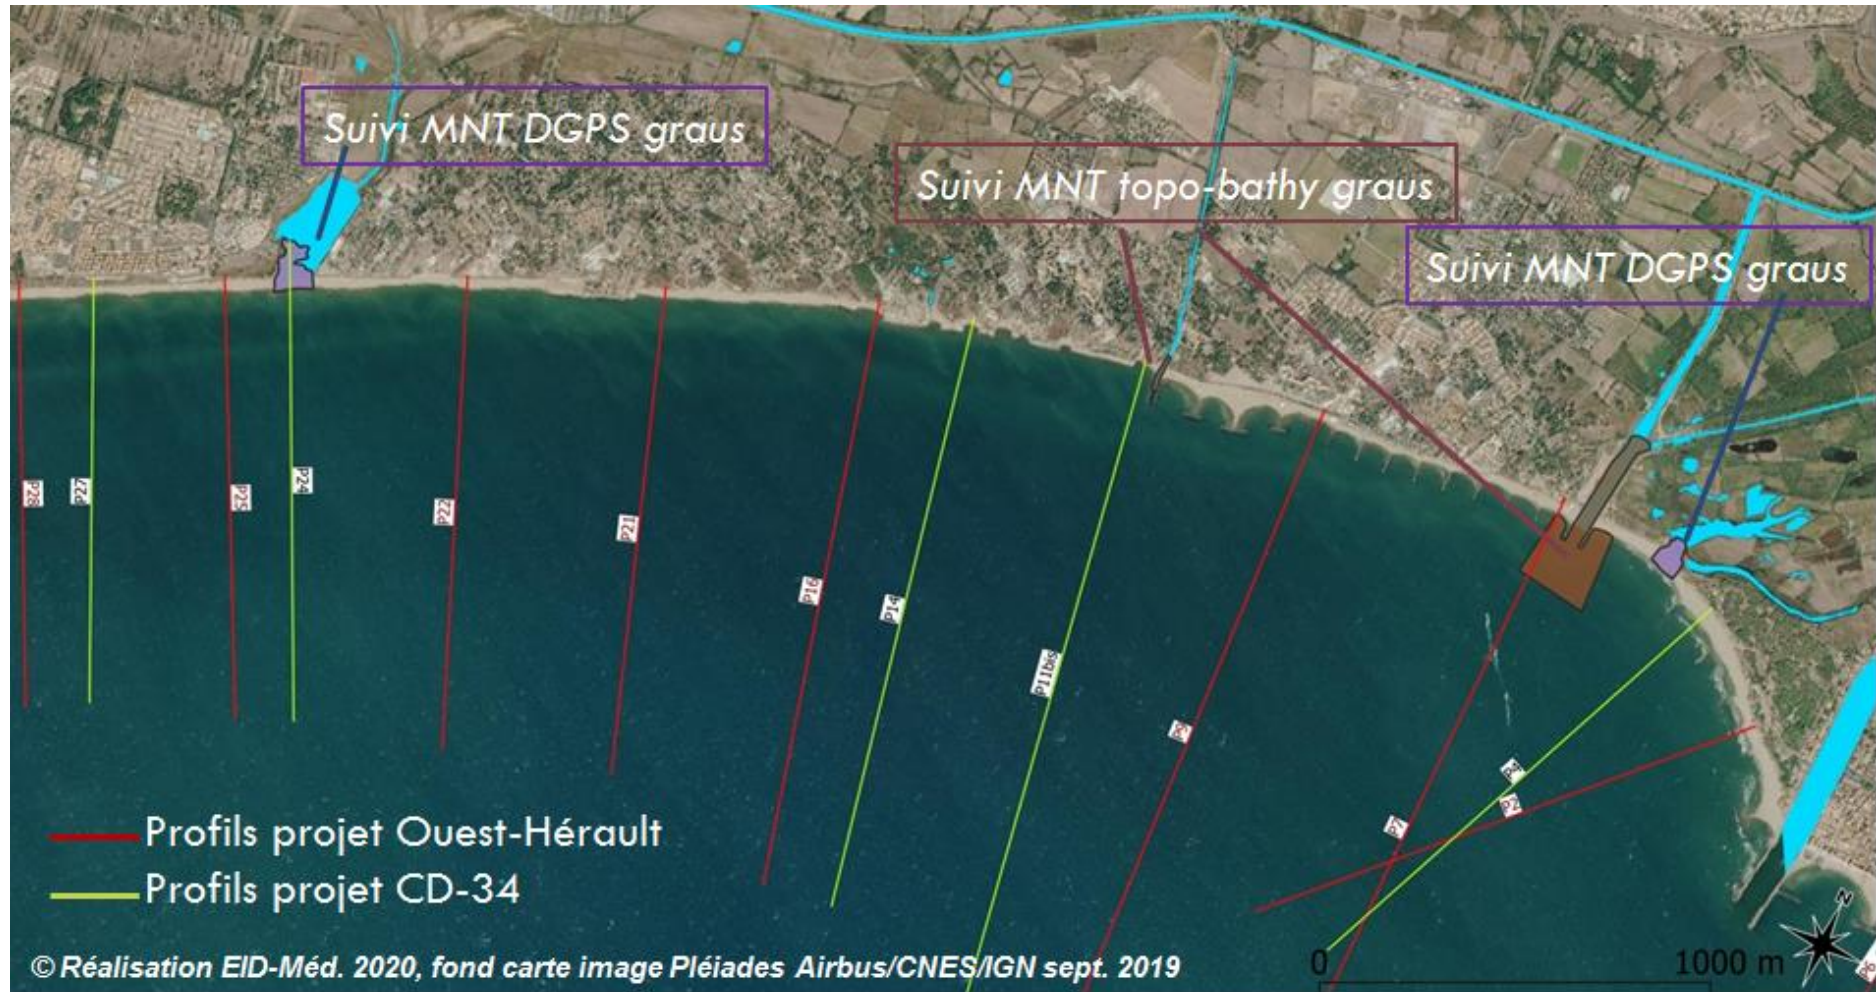 Suivi MNT DGPS graus
Suivi MNT topo-bathy graus
Suivi MNT DGPS graus
P28
P27
P25
P24
P22
P21
P16
P14
P11bis
P9
P7
P4
P2
Profils projet Ouest-Hérault
Profils projet CD-34
© Réalisation EID-Méd. 2020, fond carte image Pléiades Airbus/CNES/IGN sept. 2019
0 1000 m
N